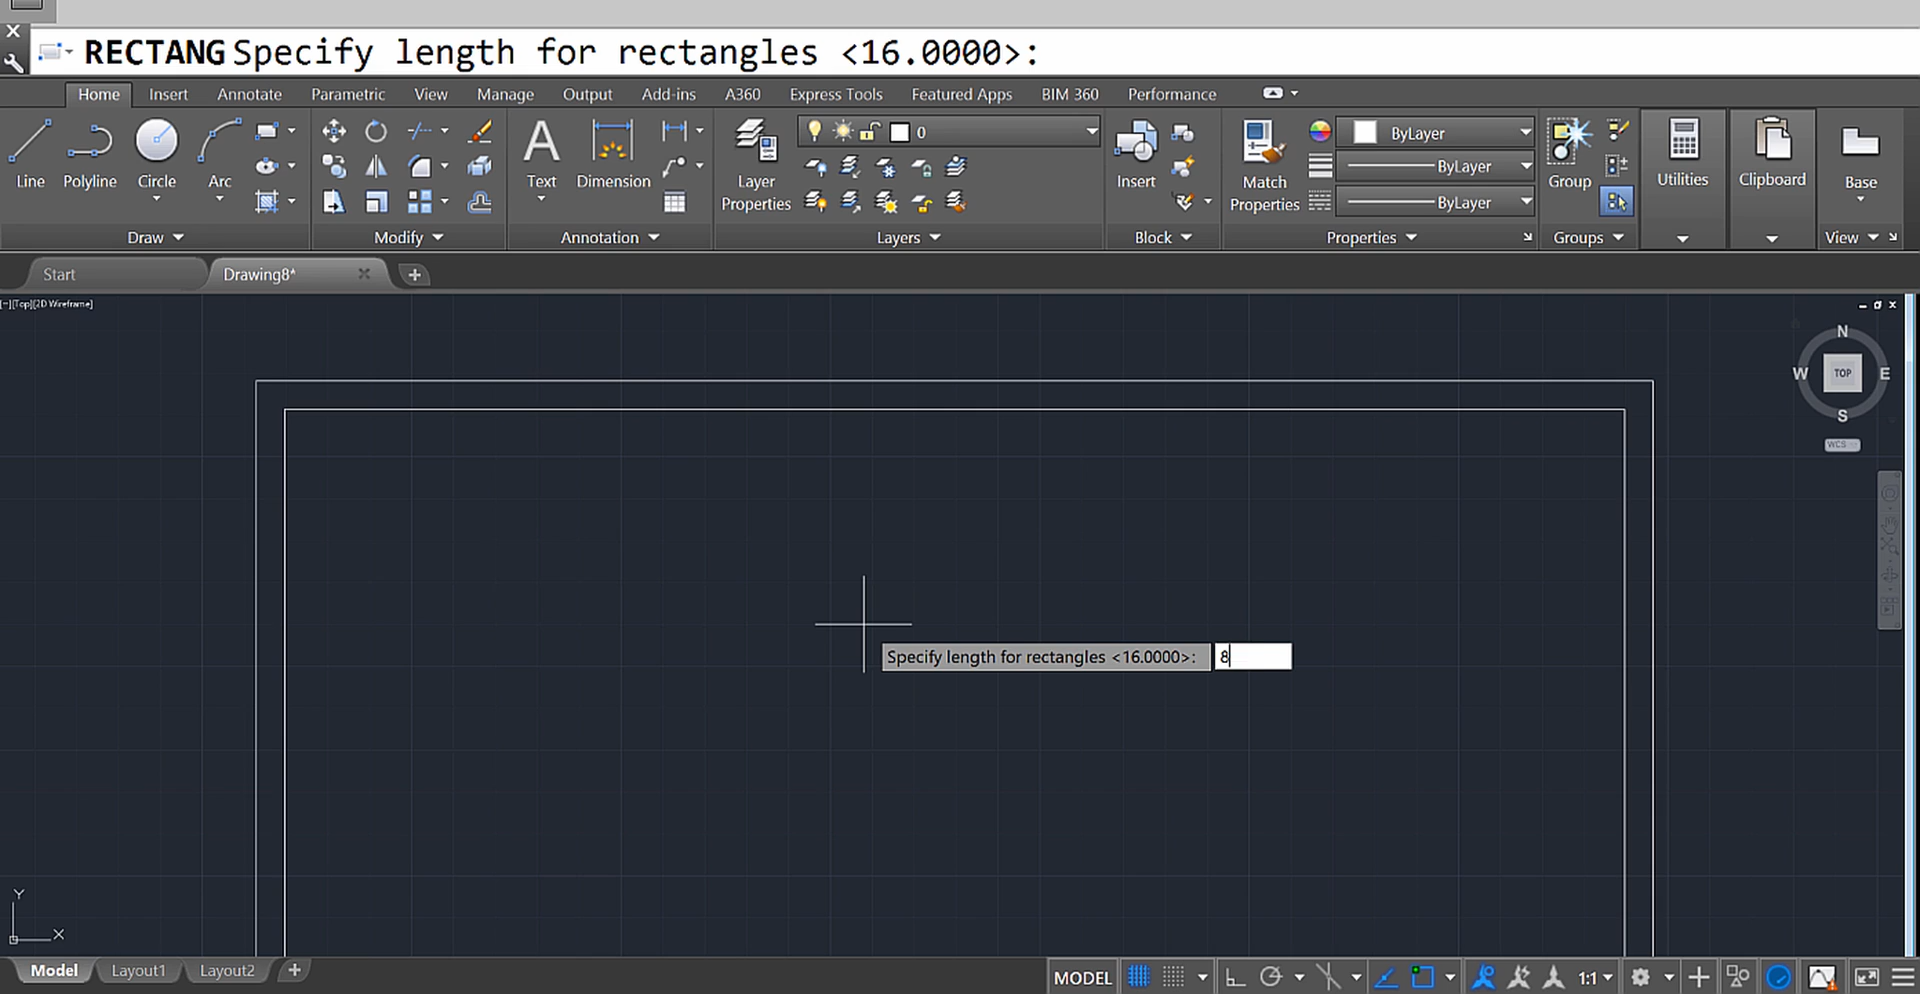 RECTANG Specify length for rectangles <16.0000>:
Home Insert Annotate Parametric View Manage Output Add-ins A360 Express Tools Featured Apps BIM 360 Performance
0
ByLayer
ByLayer
ByLayer
Line Polyline Circle Arc
Text Dimension
Layer Properties
Insert
Match Properties
Group
Utilities
Clipboard
Base
Draw Modify Annotation Layers Block Properties Groups View
Start Drawing8*
[−][Top][2D Wireframe]
N
W TOP E
S
WCS
Specify length for rectangles <16.0000>: 8
Y
X
Model Layout1 Layout2
MODEL 1:1